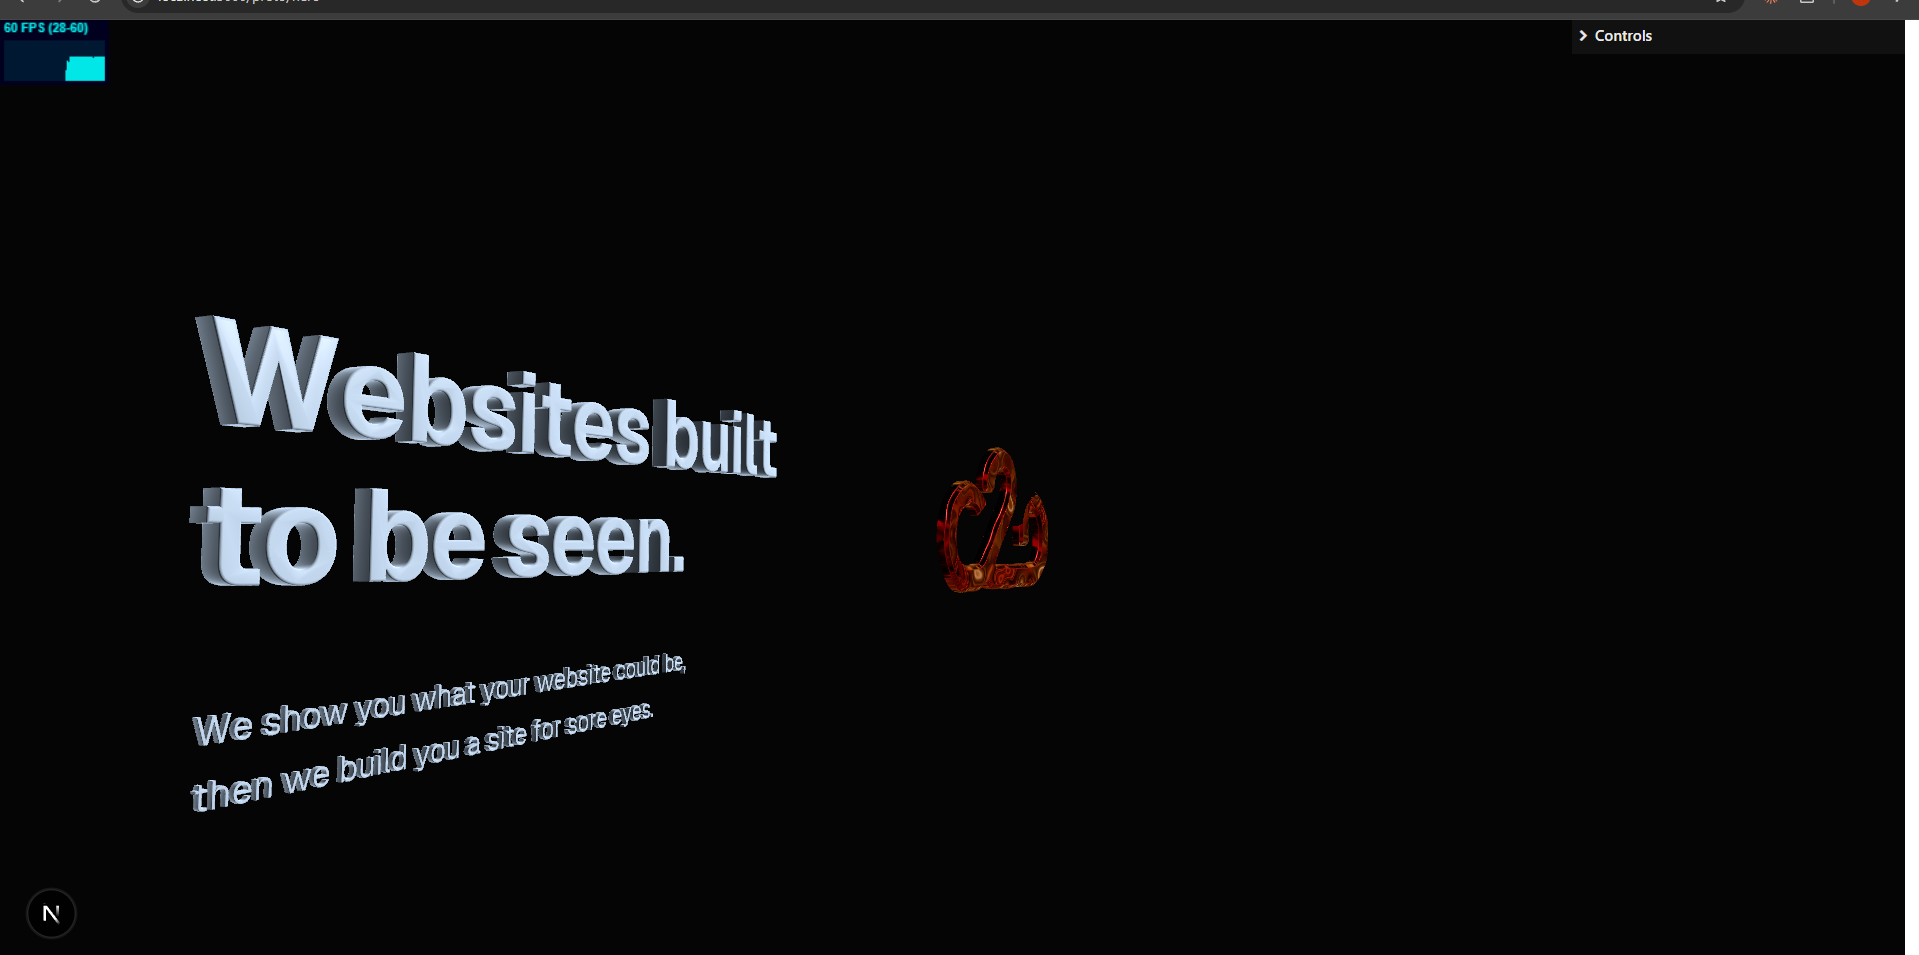 60 FPS (28-60)
Controls
Websites built
to be seen.
We show you what your website could be,
then we build you a site for sore eyes.
N